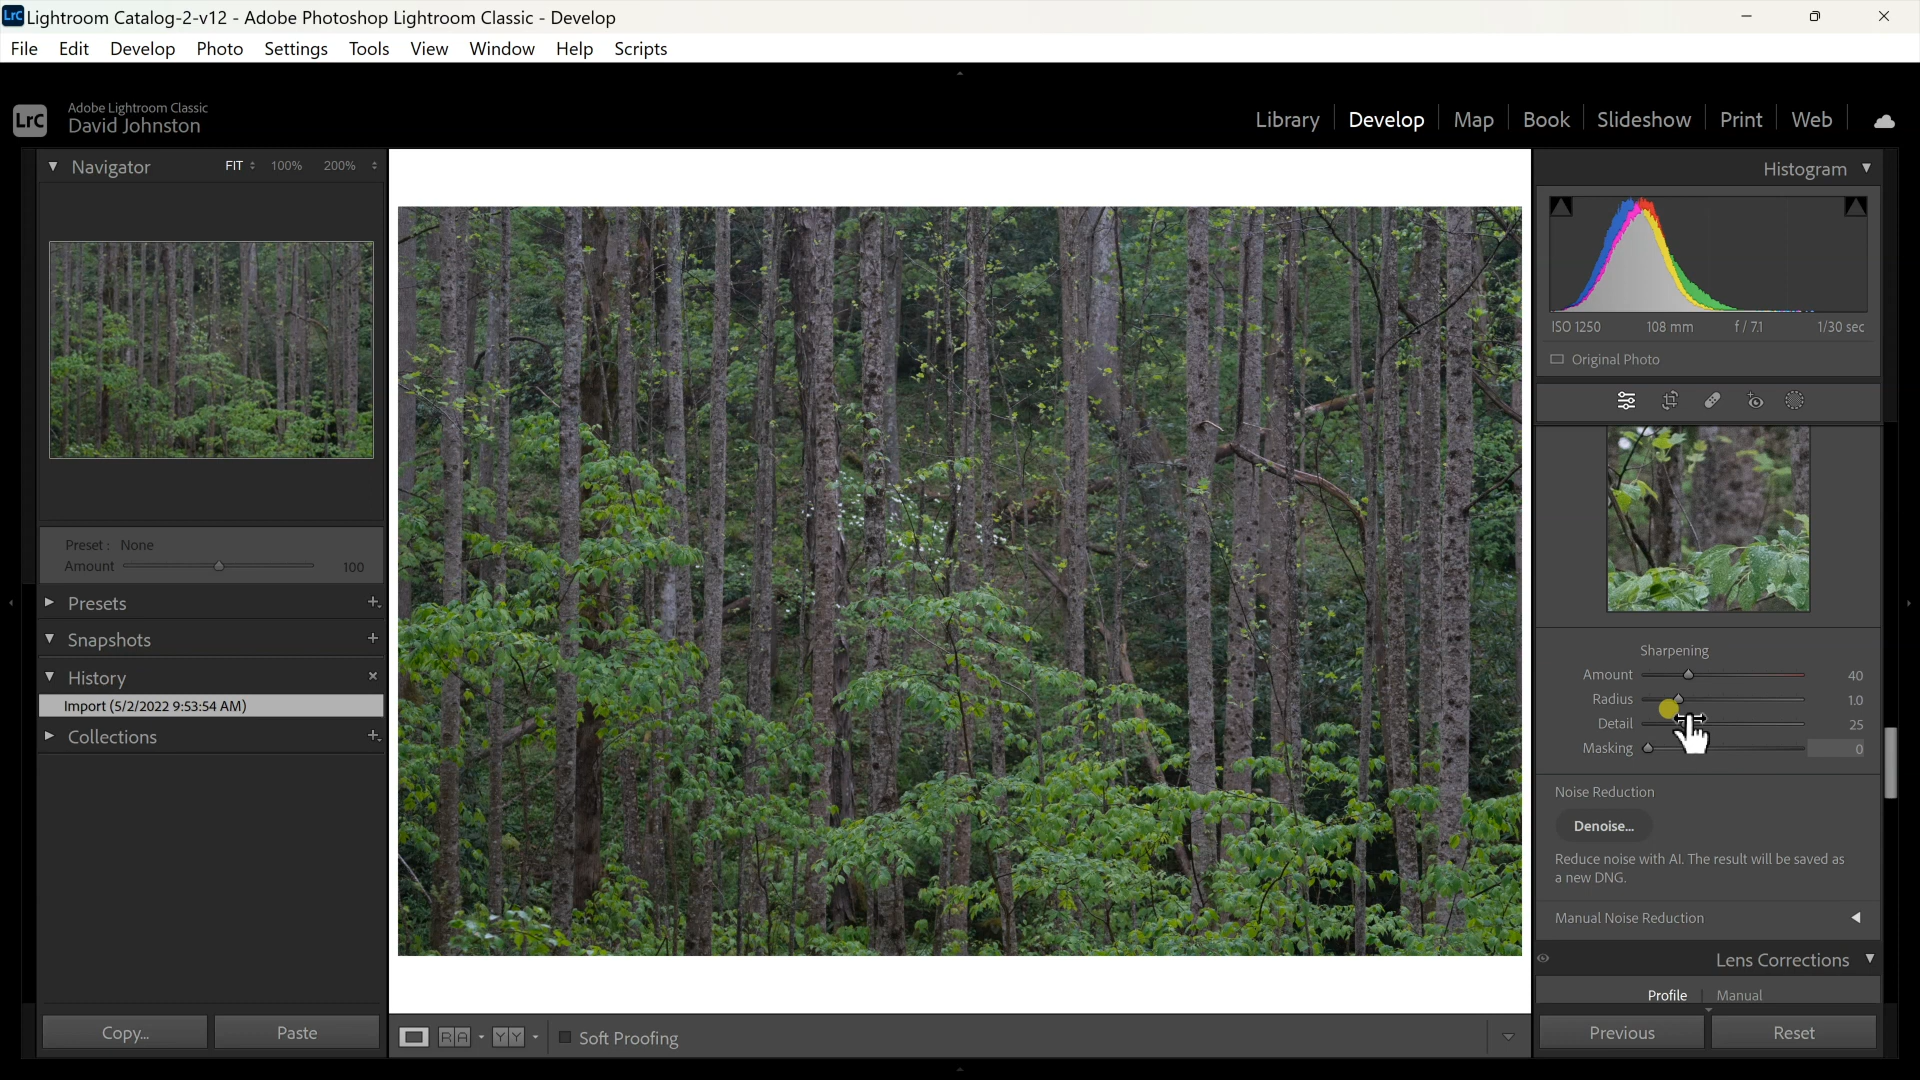 LrC Lightroom Catalog-2-v12 - Adobe Photoshop Lightroom Classic - Develop
File Edit Develop Photo Settings Tools View Window Help Scripts
LrC
Adobe Lightroom Classic
David Johnston
Library Develop Map Book Slideshow Print Web
Navigator FIT 100% 200%
Histogram
ISO 1250 108 mm f / 7.1 1/30 sec
Original Photo
Preset : None
Amount 100
Presets
Snapshots
History
Import (5/2/2022 9:53:54 AM)
Collections
Sharpening
Amount 40
Radius 1.0
Detail 25
Masking 0
Noise Reduction
Denoise...
Reduce noise with AI. The result will be saved as
a new DNG.
Manual Noise Reduction
Lens Corrections
Profile Manual
Copy... Paste
R A Y Y Soft Proofing
Previous Reset